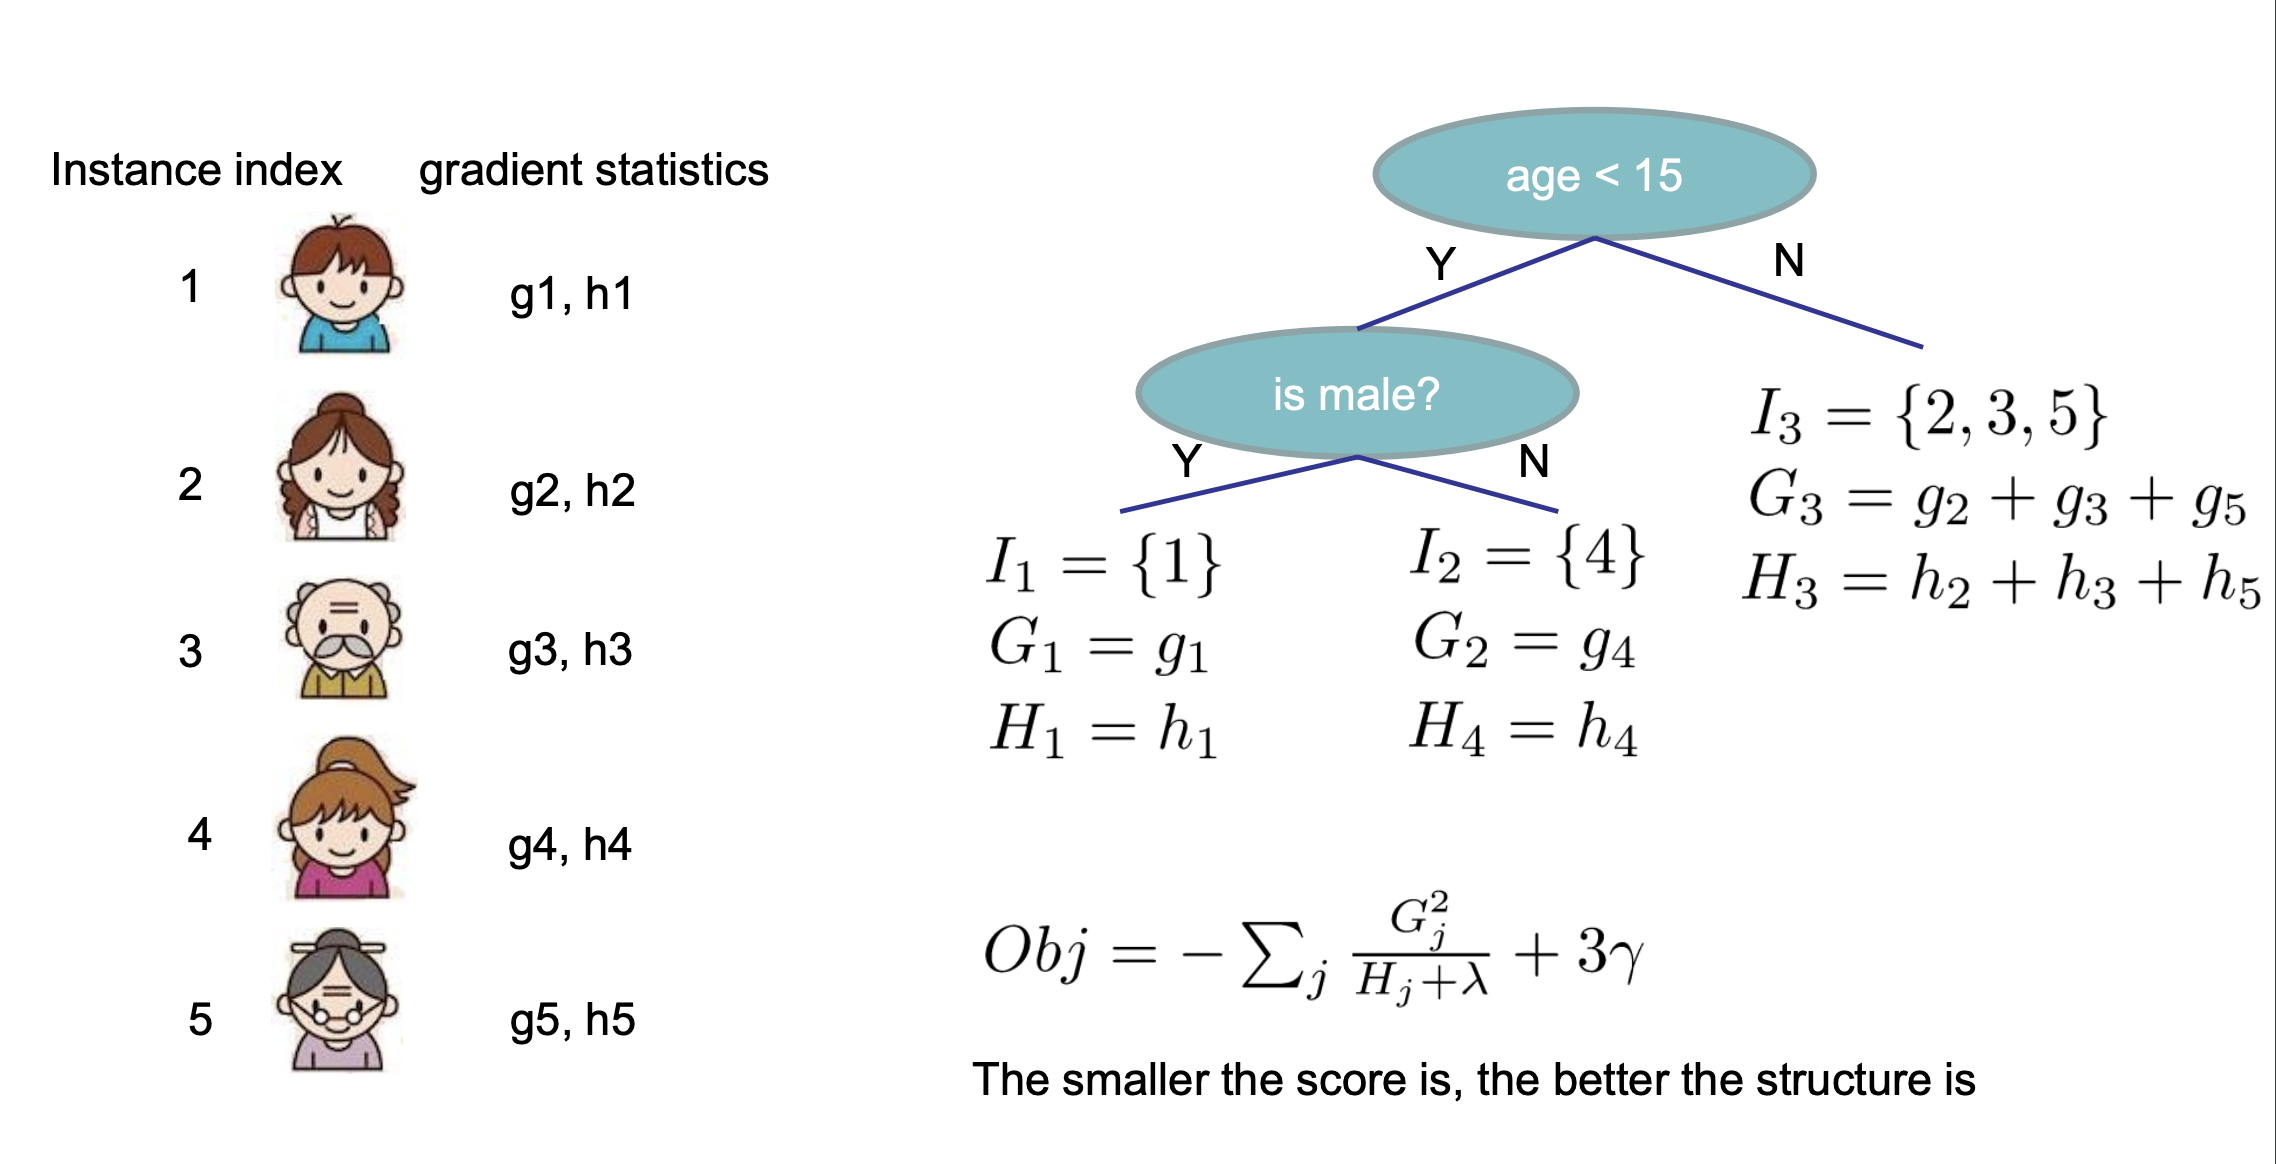 Instance index gradient statistics
1 g1, h1
2 g2, h2
3 g3, h3
4 g4, h4
5 g5, h5
age < 15
Y N
is male?
Y N
I₁ = {1}
G₁ = g₁
H₁ = h₁
I₂ = {4}
G₂ = g₄
H₄ = h₄
I₃ = {2, 3, 5}
G₃ = g₂ + g₃ + g₅
H₃ = h₂ + h₃ + h₅
Obj = − ∑ⱼ Gⱼ² / (Hⱼ+λ) + 3γ
The smaller the score is, the better the structure is